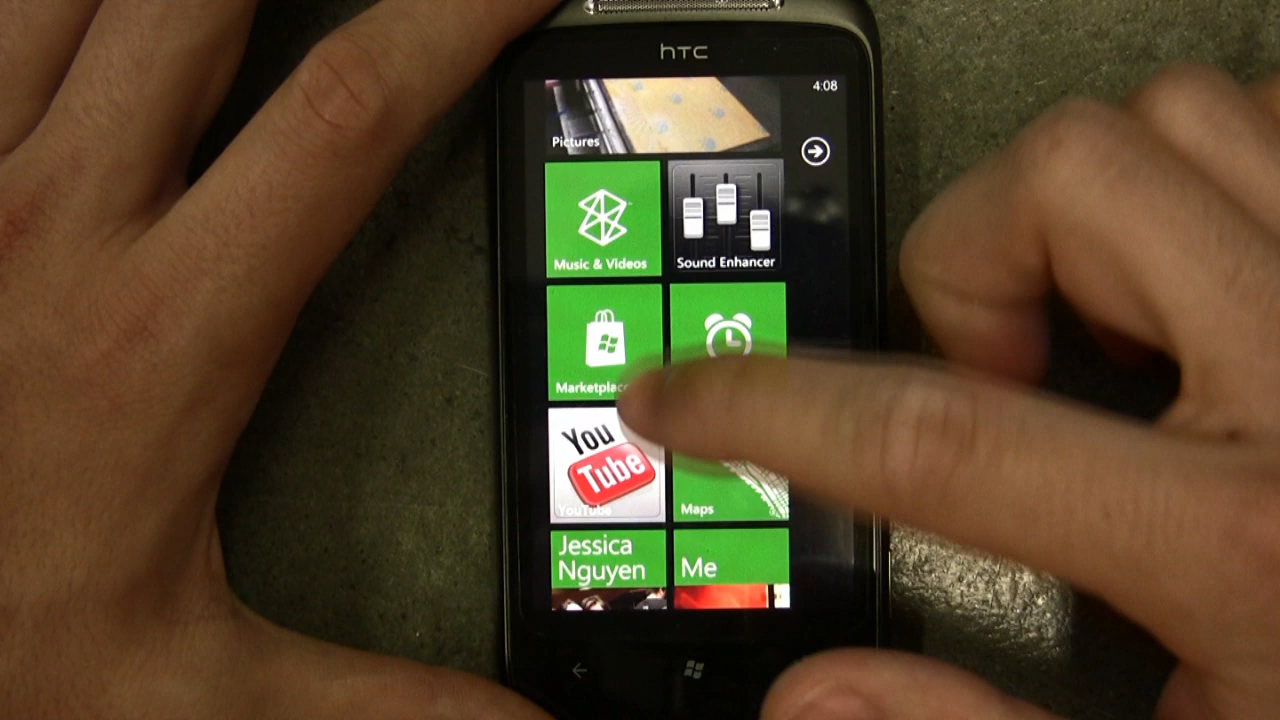 hTC
4:08
Pictures
Music & Videos
Sound Enhancer
Marketplac
You
Tube
YouTube
Maps
Jessica
Nguyen
Me